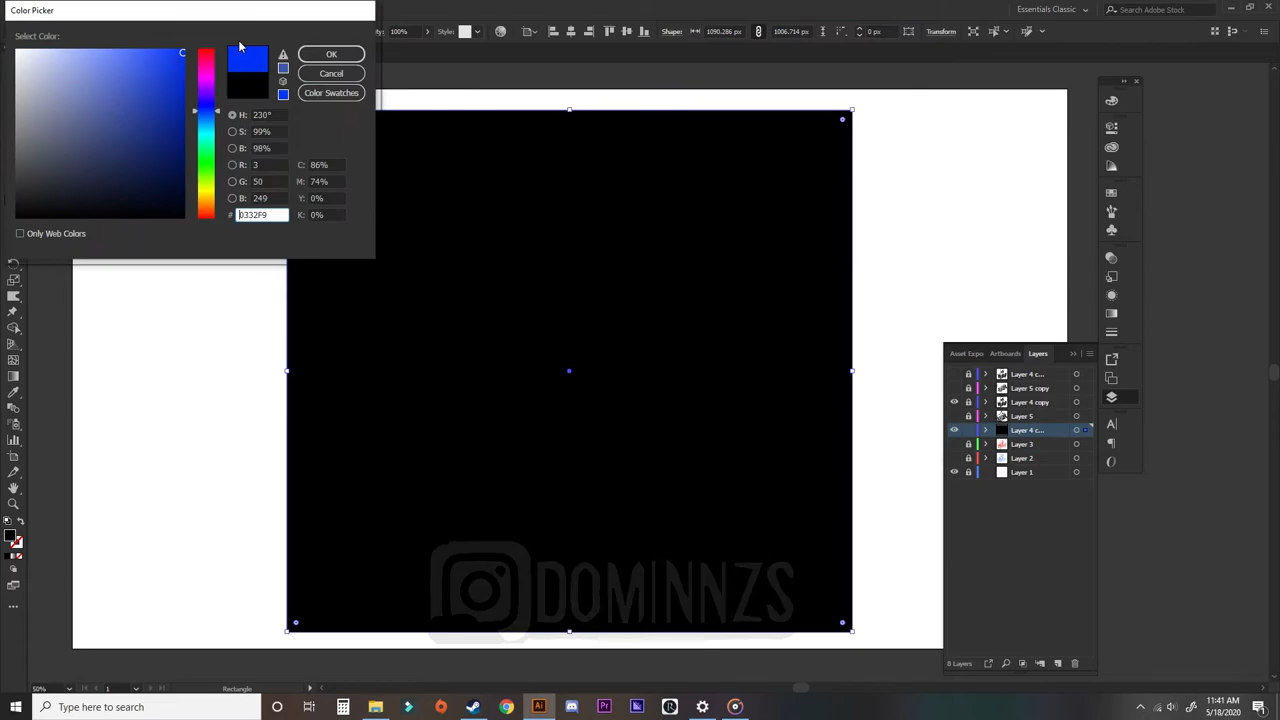 Color Picker
Select Color:
OK
Cancel
Color Swatches
H: 230°
S: 99%
B: 98%
R: 3
C: 86%
G: 50
M: 74%
B: 249
Y: 0%
# 0332F9
K: 0%
Only Web Colors
100%
Style:
Shape:
1090.286 px
1006.714 px
0 px
Transform
Essentials Classic
Search Adobe Stock
Asset Expo
Artboards
Layers
Layer 4 c...
Layer 5 copy
Layer 4 copy
Layer 5
Layer 4 c...
Layer 3
Layer 2
Layer 1
8 Layers
DOMINNZS
50%
1
Rectangle
Type here to search
Ai
Pr
11:41 AM
5/18/2020